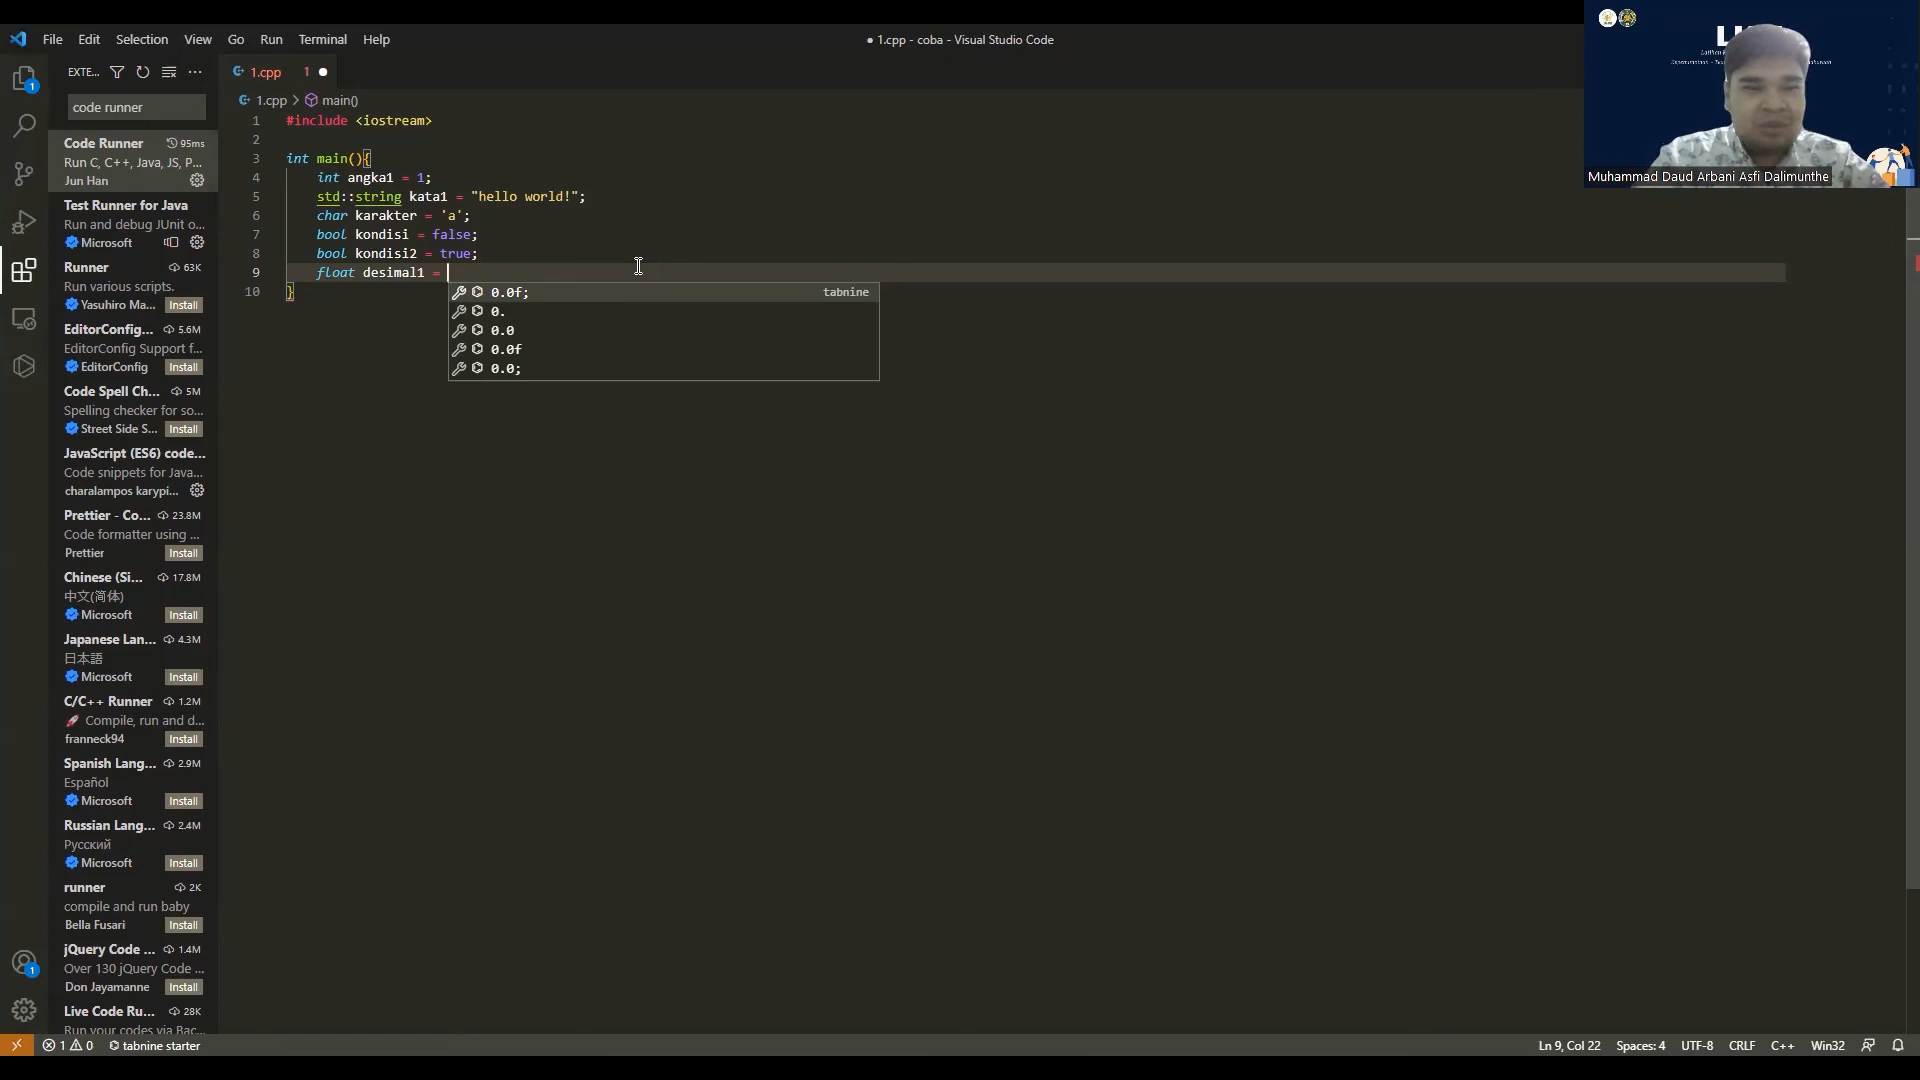 File Edit Selection View Go Run Terminal Help
● 1.cpp - coba - Visual Studio Code
EXTE...
code runner
Code Runner 95ms
Run C, C++, Java, JS, P...
Jun Han
Test Runner for Java
Run and debug JUnit o...
Microsoft
Runner 63K
Run various scripts.
Yasuhiro Ma... Install
EditorConfig... 5.6M
EditorConfig Support f...
EditorConfig Install
Code Spell Ch... 5M
Spelling checker for so...
Street Side S... Install
JavaScript (ES6) code...
Code snippets for Java...
charalampos karypi...
Prettier - Co... 23.8M
Code formatter using ...
Prettier Install
Chinese (Si... 17.8M
中文(简体)
Microsoft Install
Japanese Lan... 4.3M
日本語
Microsoft Install
C/C++ Runner 1.2M
🚀 Compile, run and d...
franneck94 Install
Spanish Lang... 2.9M
Español
Microsoft Install
Russian Lang... 2.4M
Русский
Microsoft Install
runner 2K
compile and run baby
Bella Fusari Install
jQuery Code ... 1.4M
Over 130 jQuery Code ...
Don Jayamanne Install
Live Code Ru... 28K
Run your codes via Bac...
1.cpp 1 ●
1.cpp > main()
1 #include <iostream>
2
3 int main(){
4 int angka1 = 1;
5 std::string kata1 = "hello world!";
6 char karakter = 'a';
7 bool kondisi = false;
8 bool kondisi2 = true;
9 float desimal1 =
10 }
0.0f; tabnine
0.
0.0
0.0f
0.0;
Muhammad Daud Arbani Asfi Dalimunthe
1 0 tabnine starter
Ln 9, Col 22 Spaces: 4 UTF-8 CRLF C++ Win32
1
1